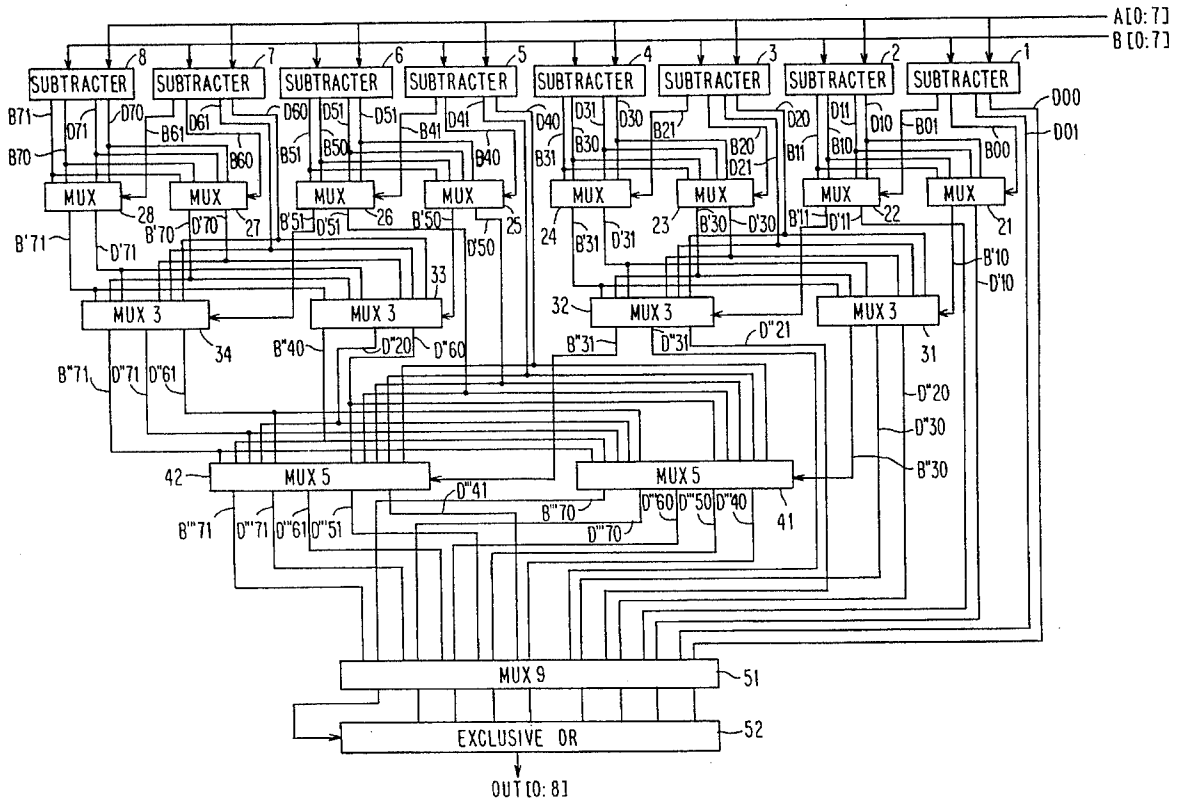 A[0:7]
B[0:7]
8 7 6 5 4 3 2 1
SUBTRACTER SUBTRACTER SUBTRACTER SUBTRACTER SUBTRACTER SUBTRACTER SUBTRACTER SUBTRACTER
B71 D71 D70 B61 D61 D60 D51 D51 B41 D41 D40 D31 D30 B21 D20 D11 D10 B01 D00
D01
B70 B60 B51 B50 B40 B31 B30 B20 D21 B11 B10 B00
MUX MUX MUX MUX MUX MUX MUX MUX
28 27 26 25 24 23 22 21
B'71 D'71 B'70 D'70 B'51 D'51 B'50 D'50 B'31 D'31 B'30 D'30 B'11 D'11 B'10 D'10
MUX 3 MUX 3 MUX 3 MUX 3
34 33 32 31
B"71 D"71 D"61 B"40 D"20 D"60 B"31 D"31 D"21 D"20 D"30 B"30
MUX 5 MUX 5
42 41
B'''71 D'''71 D'''61 D'''51 D'''41 B'''70 D'''70 D'''60 D'''50 D'''40
MUX 9
51
EXCLUSIVE OR
52
OUT[0:8]